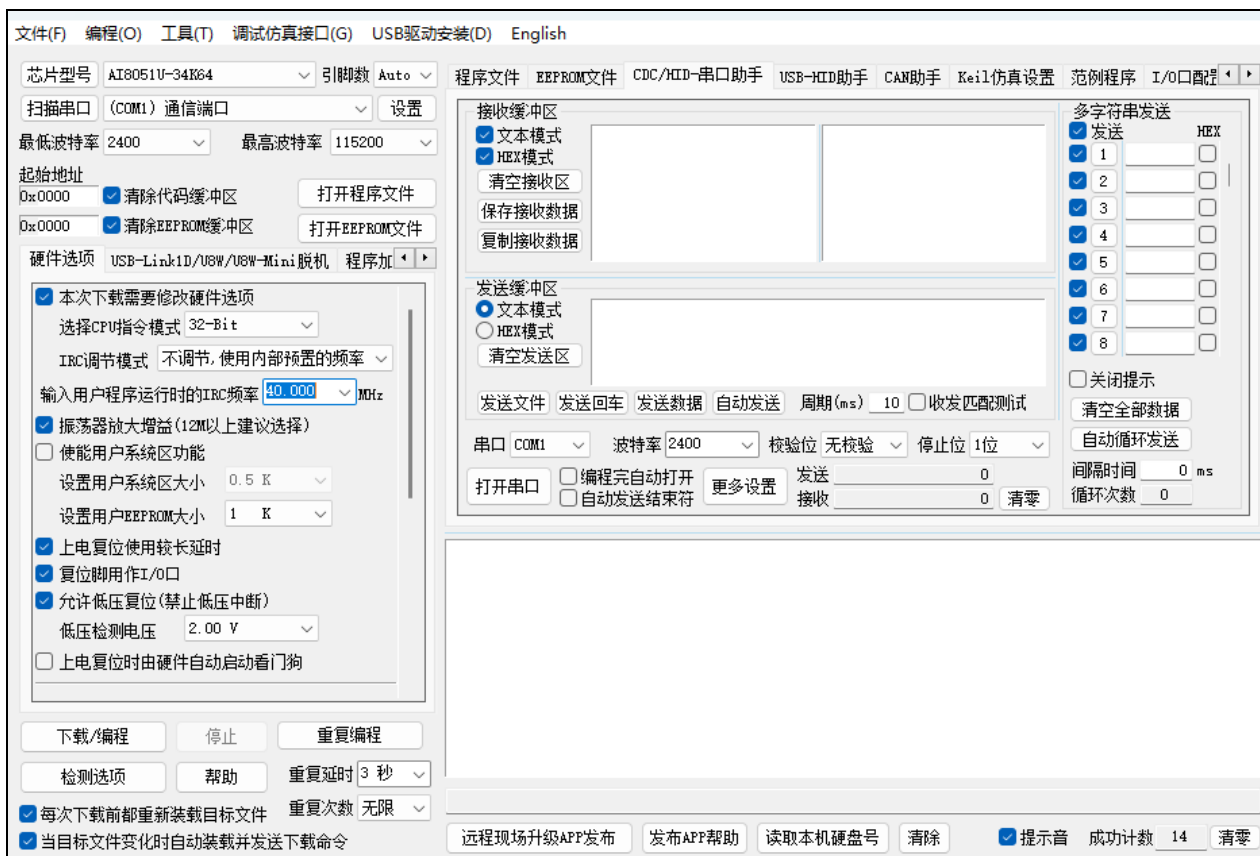 文件(F) 编程(O) 工具(T) 调试仿真接口(G) USB驱动安装(D) English
芯片型号 AI8051U-34K64 引脚数 Auto
扫描串口 (COM1) 通信端口 设置
最低波特率 2400 最高波特率 115200
起始地址
0x0000 清除代码缓冲区 打开程序文件
0x0000 清除EEPROM缓冲区 打开EEPROM文件
硬件选项 USB-Link1D/U8W/U8W-Mini脱机 程序加
本次下载需要修改硬件选项
选择CPU指令模式 32-Bit
IRC调节模式 不调节,使用内部预置的频率
输入用户程序运行时的IRC频率 40.000 MHz
振荡器放大增益(12M以上建议选择)
使能用户系统区功能
设置用户系统区大小 0.5 K
设置用户EEPROM大小 1 K
上电复位使用较长延时
复位脚用作I/O口
允许低压复位(禁止低压中断)
低压检测电压 2.00 V
上电复位时由硬件自动启动看门狗
下载/编程 停止 重复编程
检测选项 帮助 重复延时 3 秒
每次下载前都重新装载目标文件 重复次数 无限
当目标文件变化时自动装载并发送下载命令
程序文件 EEPROM文件 CDC/HID-串口助手 USB-HID助手 CAN助手 Keil仿真设置 范例程序 I/O口配置
接收缓冲区
文本模式
HEX模式
清空接收区
保存接收数据
复制接收数据
发送缓冲区
文本模式
HEX模式
清空发送区
发送文件 发送回车 发送数据 自动发送 周期(ms) 10 收发匹配测试
串口 COM1 波特率 2400 校验位 无校验 停止位 1位
打开串口 编程完自动打开 更多设置 发送 0
自动发送结束符 接收 0 清零
多字符串发送
发送 HEX
1
2
3
4
5
6
7
8
关闭提示
清空全部数据
自动循环发送
间隔时间 0 ms
循环次数 0
远程现场升级APP发布 发布APP帮助 读取本机硬盘号 清除 提示音 成功计数 14 清零